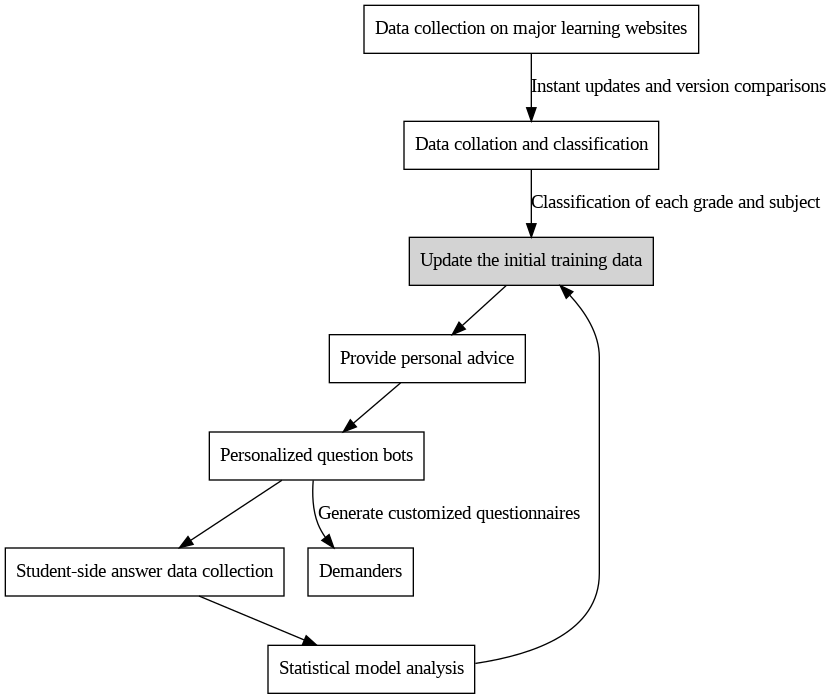 Data collection on major learning websites
Instant updates and version comparisons
Data collation and classification
Classification of each grade and subject
Update the initial training data
Provide personal advice
Personalized question bots
Generate customized questionnaires
Student-side answer data collection
Demanders
Statistical model analysis